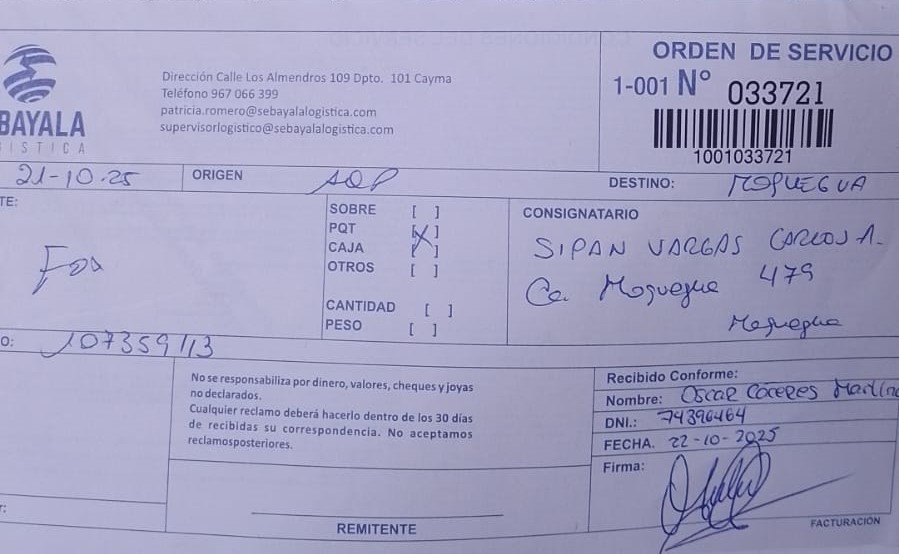 ORDEN DE SERVICIO
1-001 Nº 033721
1001033721
BAYALA
ISTICA
Dirección Calle Los Almendros 109 Dpto. 101 Cayma
Teléfono 967 066 399
patricia.romero@sebayalalogistica.com
supervisorlogistico@sebayalalogistica.com
21-10-25
ORIGEN AQP
DESTINO: MOQUEGUA
TE:
SOBRE [ ]
PQT [X]
CAJA [ ]
OTROS [ ]
CANTIDAD [ ]
PESO [ ]
CONSIGNATARIO
SIPAN VARGAS CARLOS A.
Ca. Moquegua 479
Moquegua
O: 107359113
No se responsabiliza por dinero, valores, cheques y joyas
no declarados.
Cualquier reclamo deberá hacerlo dentro de los 30 días
de recibidas su correspondencia. No aceptamos
reclamosposteriores.
REMITENTE
Recibido Conforme:
Nombre: Oscar Cáceres
DNI.: 74396464
FECHA. 22-10-2025
Firma:
FACTURACIÓN